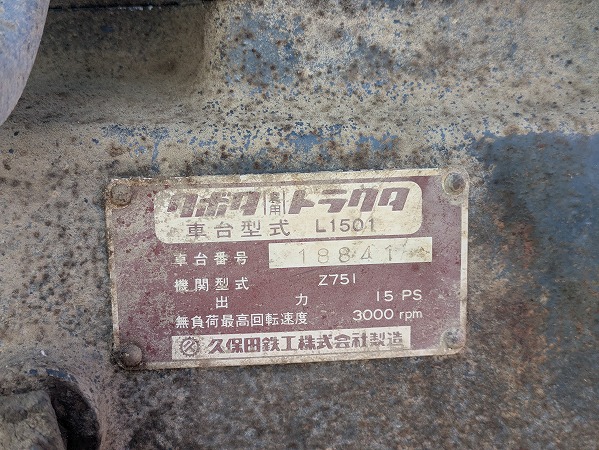 クボタ農用トラクタ
車台型式 L1501
車台番号 18841
機関型式 Z751
出力 15 PS
無負荷最高回転速度 3000 rpm
久保田鉄工株式会社製造